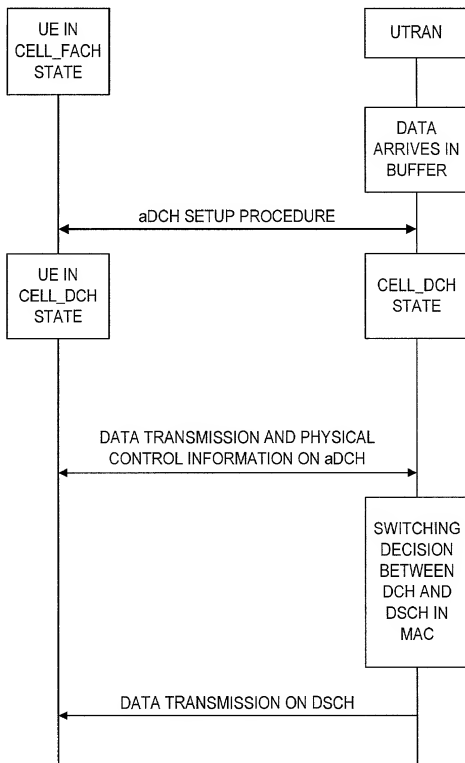 UE IN
CELL_FACH
STATE
UTRAN
DATA
ARRIVES IN
BUFFER
aDCH SETUP PROCEDURE
UE IN
CELL_DCH
STATE
CELL_DCH
STATE
DATA TRANSMISSION AND PHYSICAL
CONTROL INFORMATION ON aDCH
SWITCHING
DECISION
BETWEEN
DCH AND
DSCH IN
MAC
DATA TRANSMISSION ON DSCH